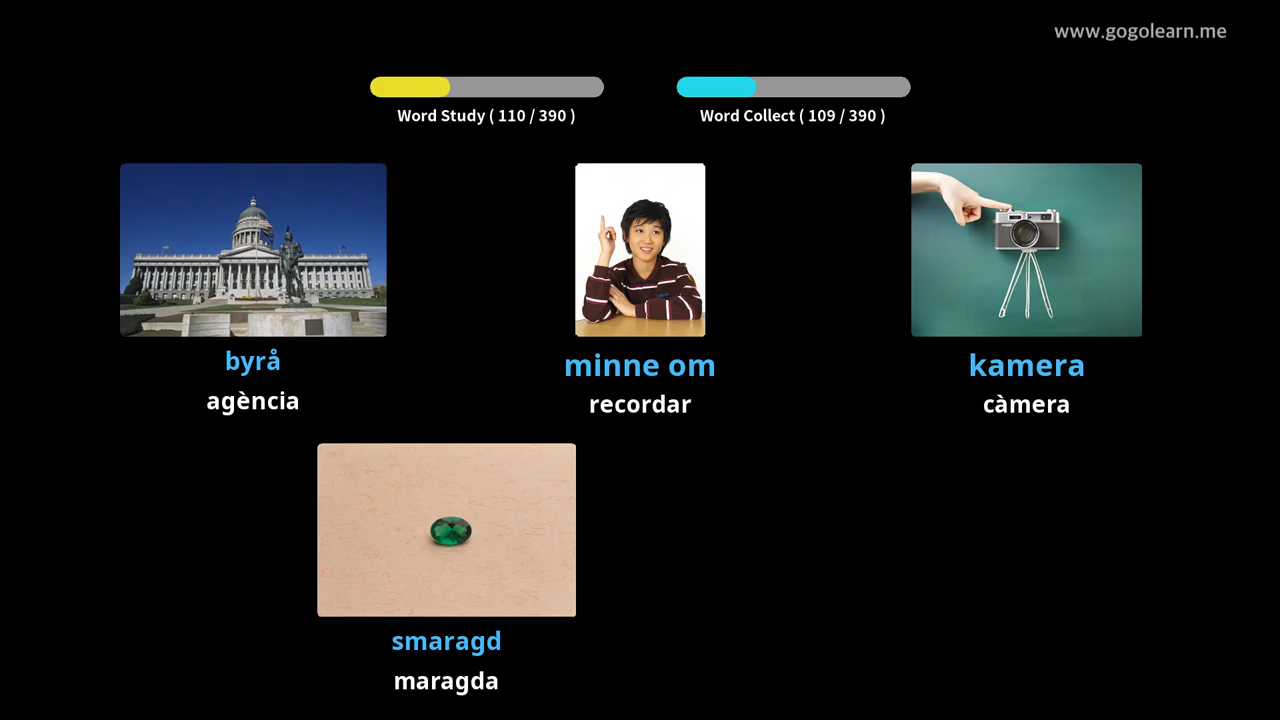 www.gogolearn.me
Word Study ( 110 / 390 )
Word Collect ( 109 / 390 )
byrå
agència
minne om
recordar
kamera
càmera
smaragd
maragda